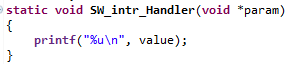 static void SW_intr_Handler(void *param)
{
    printf("%u\n", value);
}